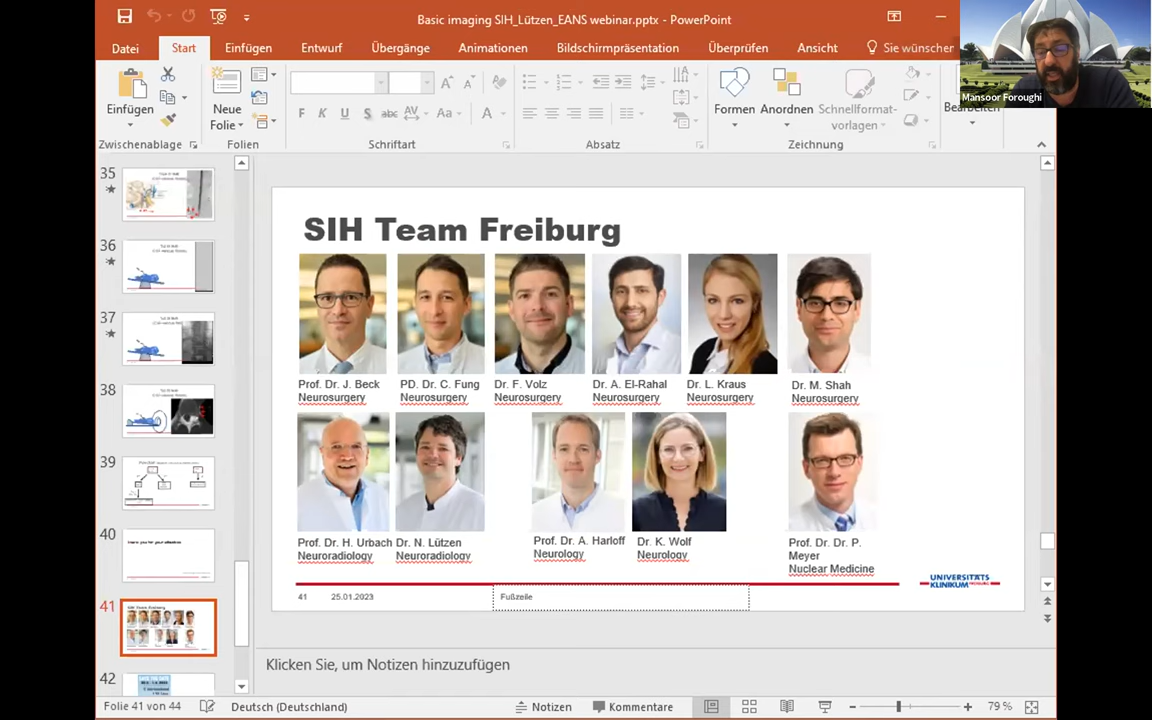 Basic imaging SIH_Lützen_EANS webinar.pptx - PowerPoint
Datei Start Einfügen Entwurf Übergänge Animationen Bildschirmpräsentation Überprüfen Ansicht Sie wünschen
Mansoor Foroughi
Einfügen
Neue
Folie
Formen Anordnen Schnellformat-
vorlagen
Bearbeiten
Zwischenablage Folien Schriftart Absatz Zeichnung
35
36
37
38
39
40
41
42
SIH Team Freiburg
Prof. Dr. J. Beck
Neurosurgery
PD. Dr. C. Fung
Neurosurgery
Dr. F. Volz
Neurosurgery
Dr. A. El-Rahal
Neurosurgery
Dr. L. Kraus
Neurosurgery
Dr. M. Shah
Neurosurgery
Prof. Dr. H. Urbach
Neuroradiology
Dr. N. Lützen
Neuroradiology
Prof. Dr. A. Harloff
Neurology
Dr. K. Wolf
Neurology
Prof. Dr. Dr. P.
Meyer
Nuclear Medicine
UNIVERSITÄTS
KLINIKUM FREIBURG
41 25.01.2023 Fußzeile
Klicken Sie, um Notizen hinzuzufügen
Folie 41 von 44 Deutsch (Deutschland) Notizen Kommentare 79 %